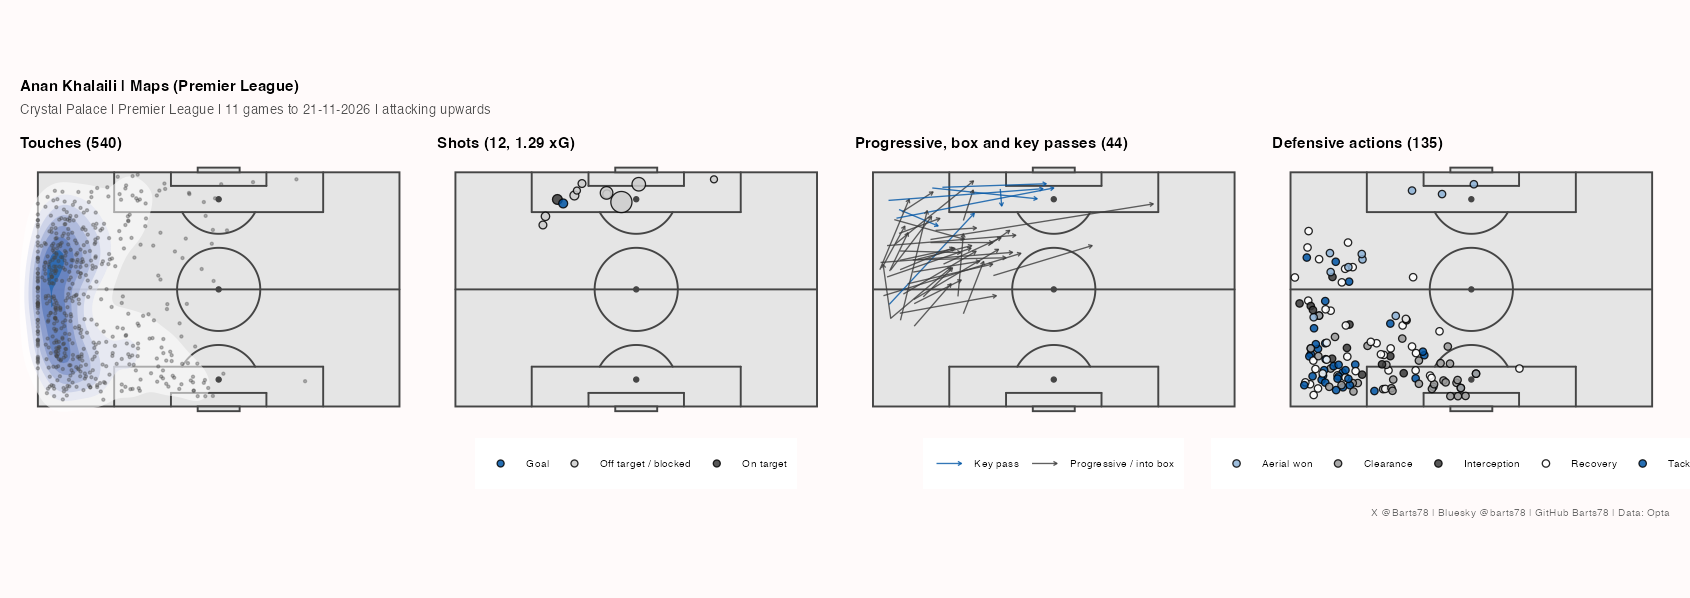 Anan Khalaili | Maps (Premier League)
Crystal Palace | Premier League | 11 games to 21-11-2026 | attacking upwards
Touches (540)
Shots (12, 1.29 xG)
Progressive, box and key passes (44)
Defensive actions (135)
Goal
Off target / blocked
On target
Key pass
Progressive / into box
Aerial won
Clearance
Interception
Recovery
Tack
X @Barts78 | Bluesky @barts78 | GitHub Barts78 | Data: Opta